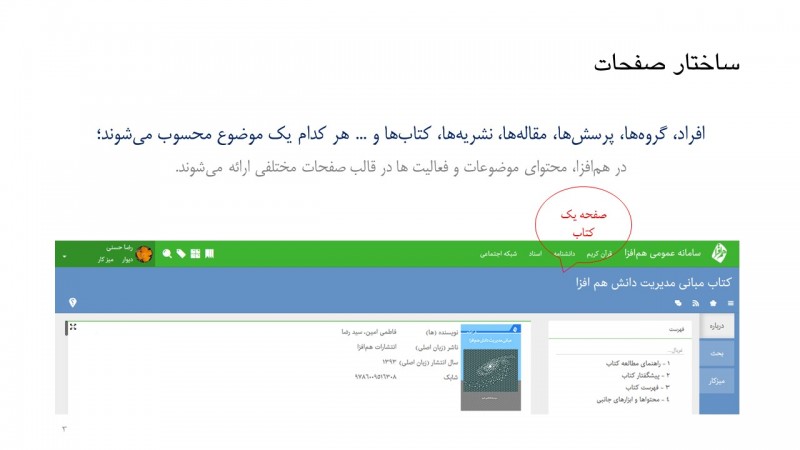 ساختار صفحات
افراد، گروه‌ها، پرسش‌ها، مقاله‌ها، نشریه‌ها، کتاب‌ها و ... هر کدام یک موضوع محسوب می‌شوند؛
در هم‌افزا، محتوای موضوعات و فعالیت ها در قالب صفحات مختلفی ارائه می‌شوند.
صفحه یک
کتاب
سامانه عمومی هم‌افزا قرآن کریم دانشنامه اسناد شبکه اجتماعی
رضا حسنی
دیوار میز کار
کتاب مبانی مدیریت دانش هم افزا
درباره
بحث
میزکار
فهرست
غربال...
۱ - راهنمای مطالعه کتاب
۲ - پیشگفتار کتاب
۳ - فهرست کتاب
۴ - محتواها و ابزارهای جانبی
نویسنده (ها) فاطمی امین، سید رضا
ناشر (زبان اصلی) انتشارات هم‌افزا
سال انتشار (زبان اصلی) ۱۳۹۳
شابک ۹۷۸۶۰۰۹۵۱۶۳۰۸
۳